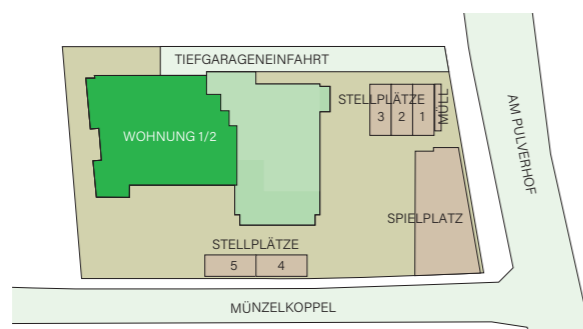 TIEFGARAGENEINFAHRT
STELLPLÄTZE
3 2 1
MÜLL
AM PULVERHOF
WOHNUNG 1/2
SPIELPLATZ
STELLPLÄTZE
5 4
MÜNZELKOPPEL